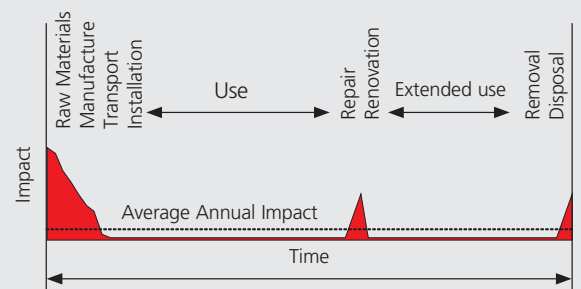 Raw Materials
Manufacture
Transport
Installation
Use
Repair
Renovation
Extended use
Removal
Disposal
Impact
Average Annual Impact
Time